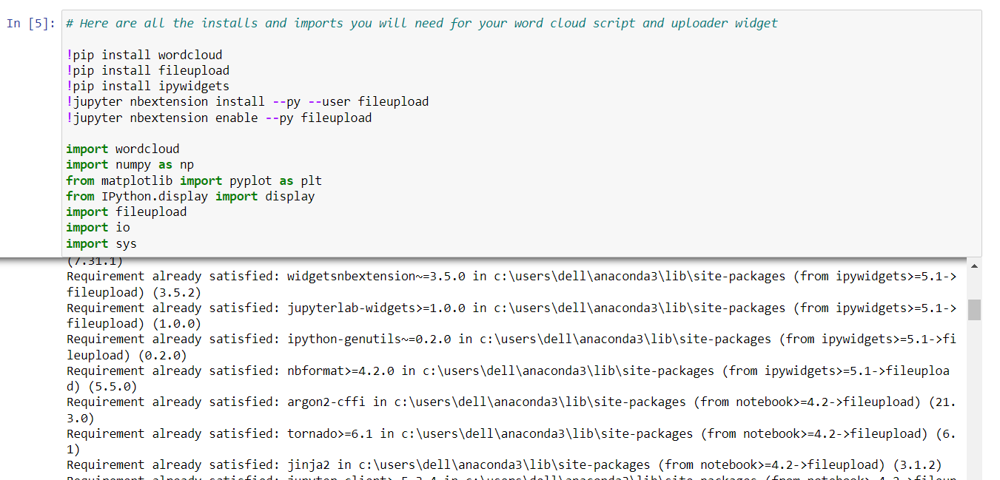 In [5]: # Here are all the installs and imports you will need for your word cloud script and uploader widget
!pip install wordcloud
!pip install fileupload
!pip install ipywidgets
!jupyter nbextension install --py --user fileupload
!jupyter nbextension enable --py fileupload
import wordcloud
import numpy as np
from matplotlib import pyplot as plt
from IPython.display import display
import fileupload
import io
import sys
(7.31.1)
Requirement already satisfied: widgetsnbextension~=3.5.0 in c:\users\dell\anaconda3\lib\site-packages (from ipywidgets>=5.1->
fileupload) (3.5.2)
Requirement already satisfied: jupyterlab-widgets>=1.0.0 in c:\users\dell\anaconda3\lib\site-packages (from ipywidgets>=5.1->
fileupload) (1.0.0)
Requirement already satisfied: ipython-genutils~=0.2.0 in c:\users\dell\anaconda3\lib\site-packages (from ipywidgets>=5.1->fi
leupload) (0.2.0)
Requirement already satisfied: nbformat>=4.2.0 in c:\users\dell\anaconda3\lib\site-packages (from ipywidgets>=5.1->fileuploa
d) (5.5.0)
Requirement already satisfied: argon2-cffi in c:\users\dell\anaconda3\lib\site-packages (from notebook>=4.2->fileupload) (21.
3.0)
Requirement already satisfied: tornado>=6.1 in c:\users\dell\anaconda3\lib\site-packages (from notebook>=4.2->fileupload) (6.
1)
Requirement already satisfied: jinja2 in c:\users\dell\anaconda3\lib\site-packages (from notebook>=4.2->fileupload) (3.1.2)